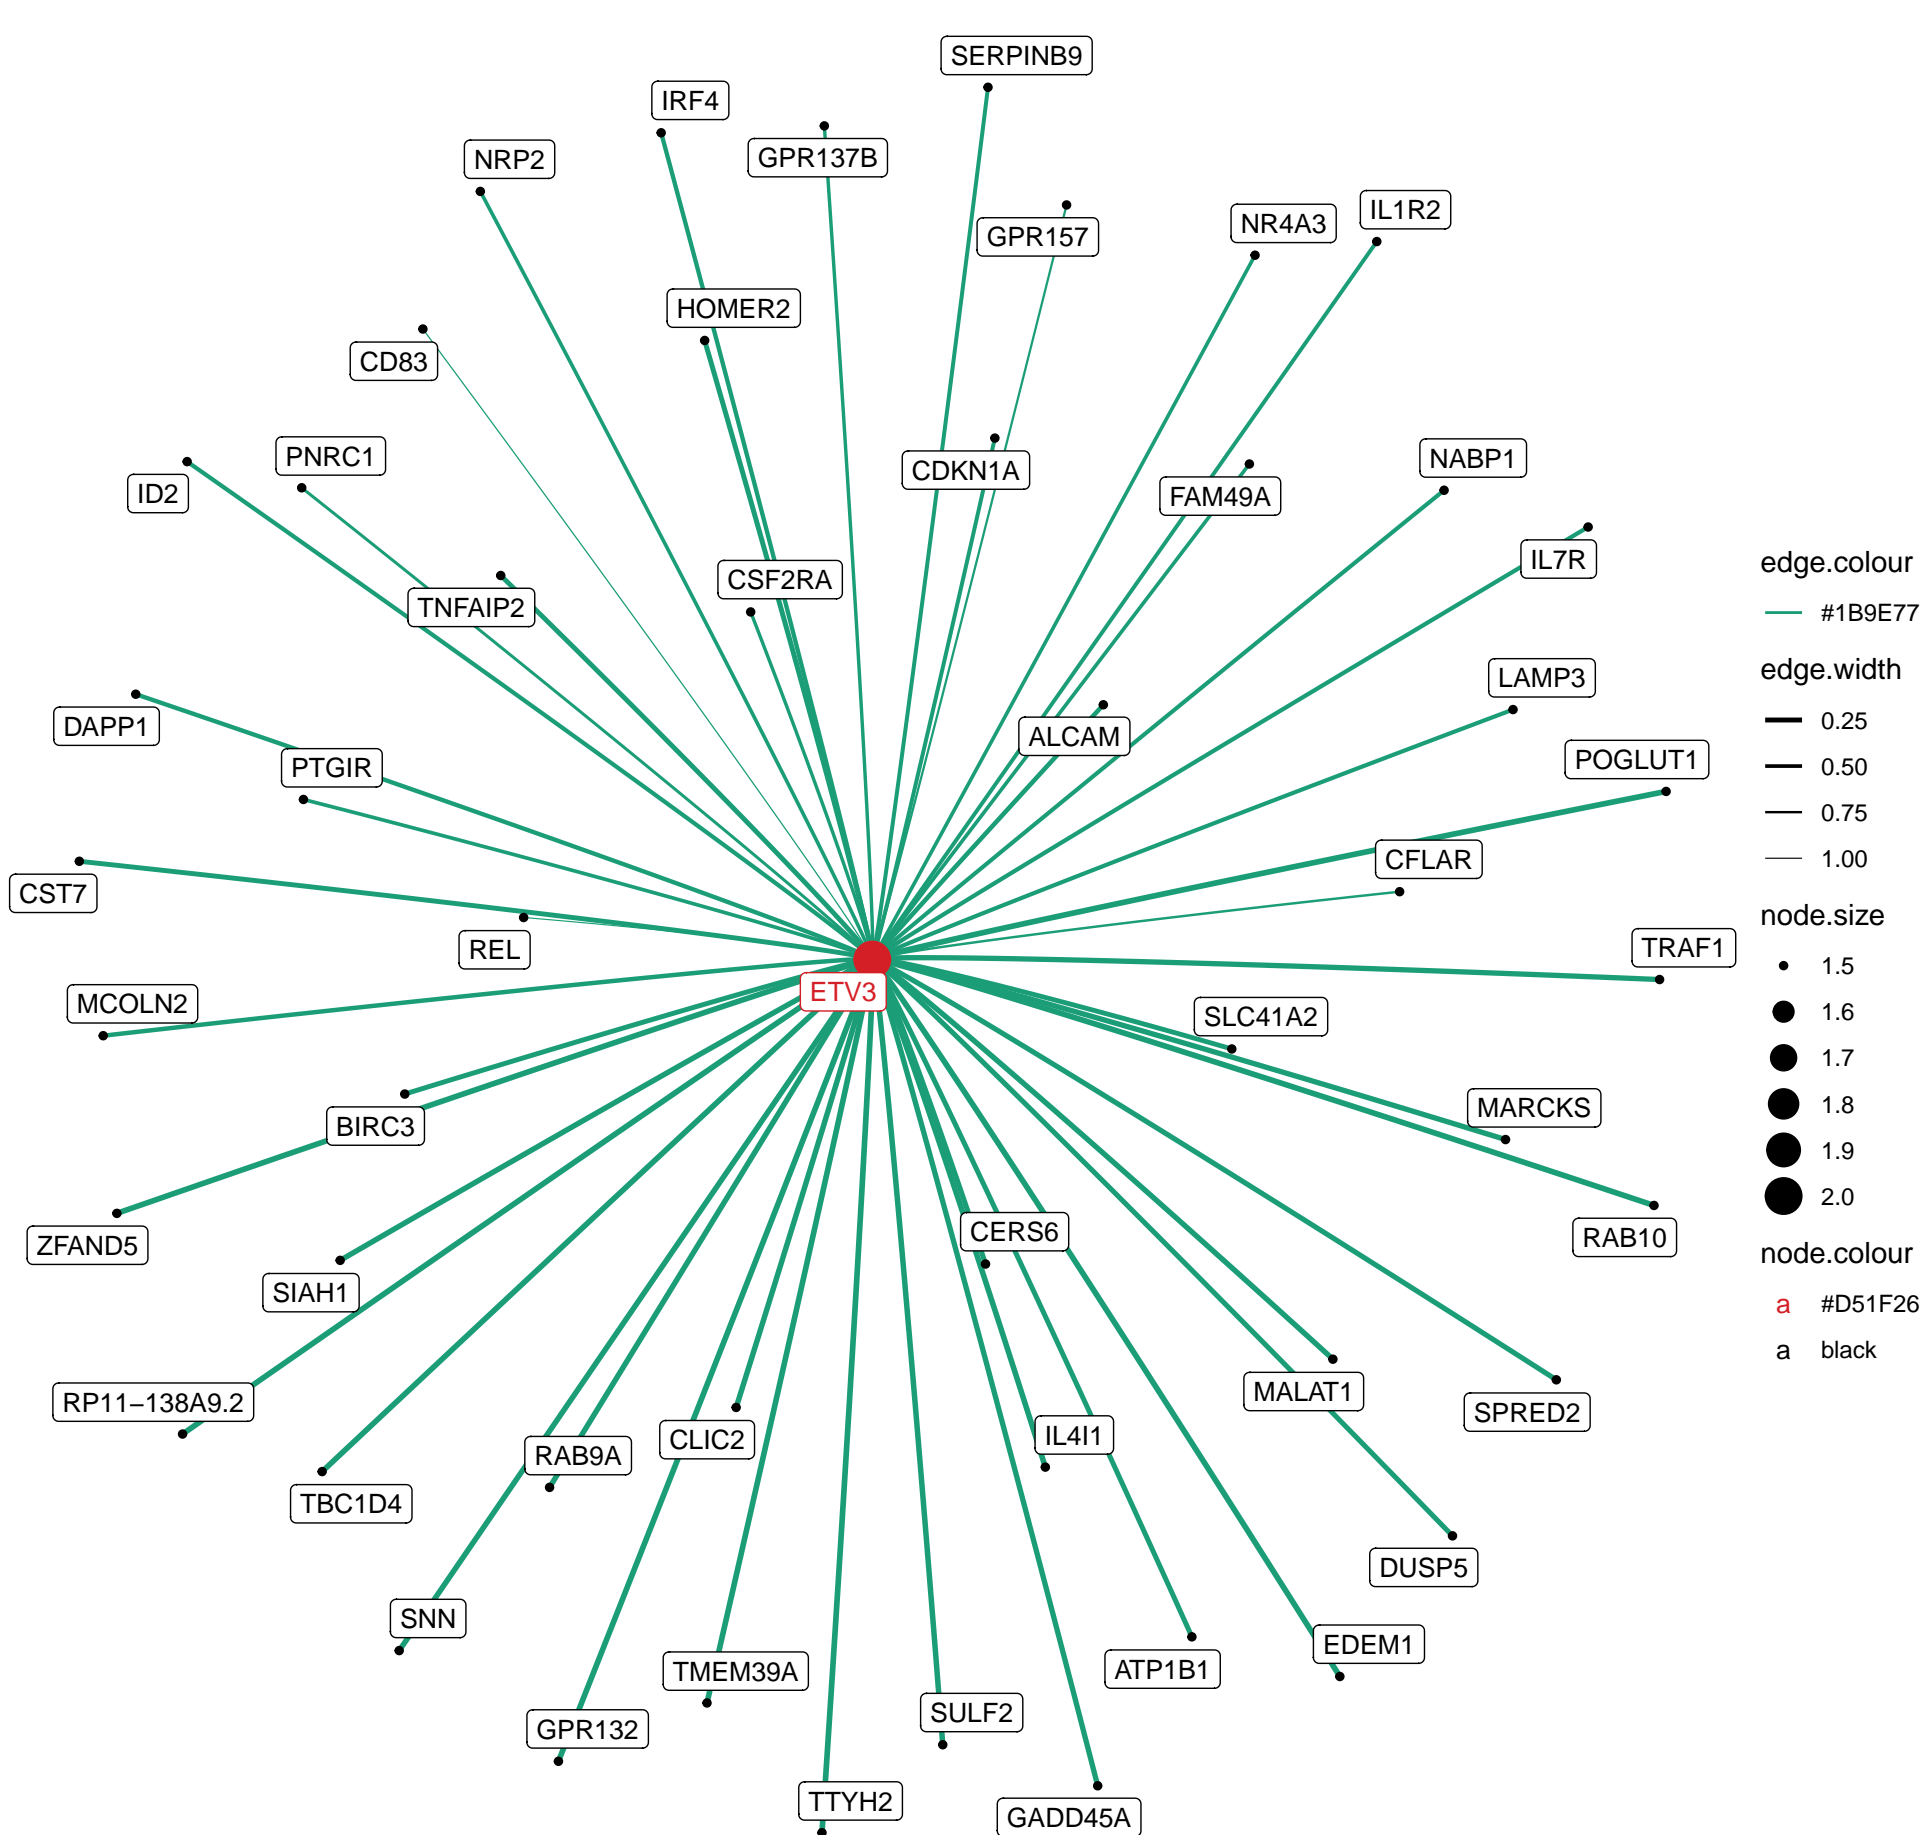 SERPINB9
IRF4
GPR137B
NRP2
IL1R2
NR4A3
GPR157
HOMER2
CD83
PNRC1
NABP1
CDKN1A
ID2
FAM49A
IL7R
CSF2RA
TNFAIP2
LAMP3
DAPP1
ALCAM
POGLUT1
PTGIR
CFLAR
CST7
REL
TRAF1
ETV3
MCOLN2
SLC41A2
MARCKS
BIRC3
CERS6
RAB10
ZFAND5
SIAH1
MALAT1
RP11–138A9.2
SPRED2
IL4I1
CLIC2
RAB9A
TBC1D4
DUSP5
SNN
EDEM1
TMEM39A
ATP1B1
SULF2
GPR132
TTYH2
GADD45A
edge.colour
#1B9E77
edge.width
0.25
0.50
0.75
1.00
node.size
1.5
1.6
1.7
1.8
1.9
2.0
node.colour
a #D51F26
a black